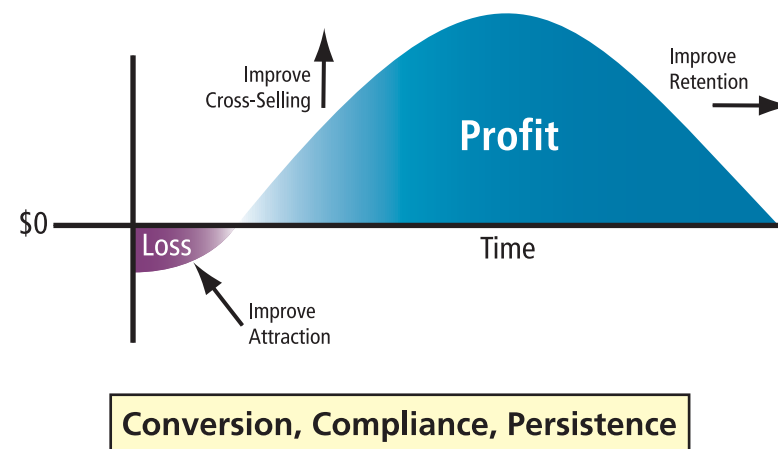 Improve
Cross-Selling
Improve
Retention
Profit
$0
Loss
Time
Improve
Attraction
Conversion, Compliance, Persistence